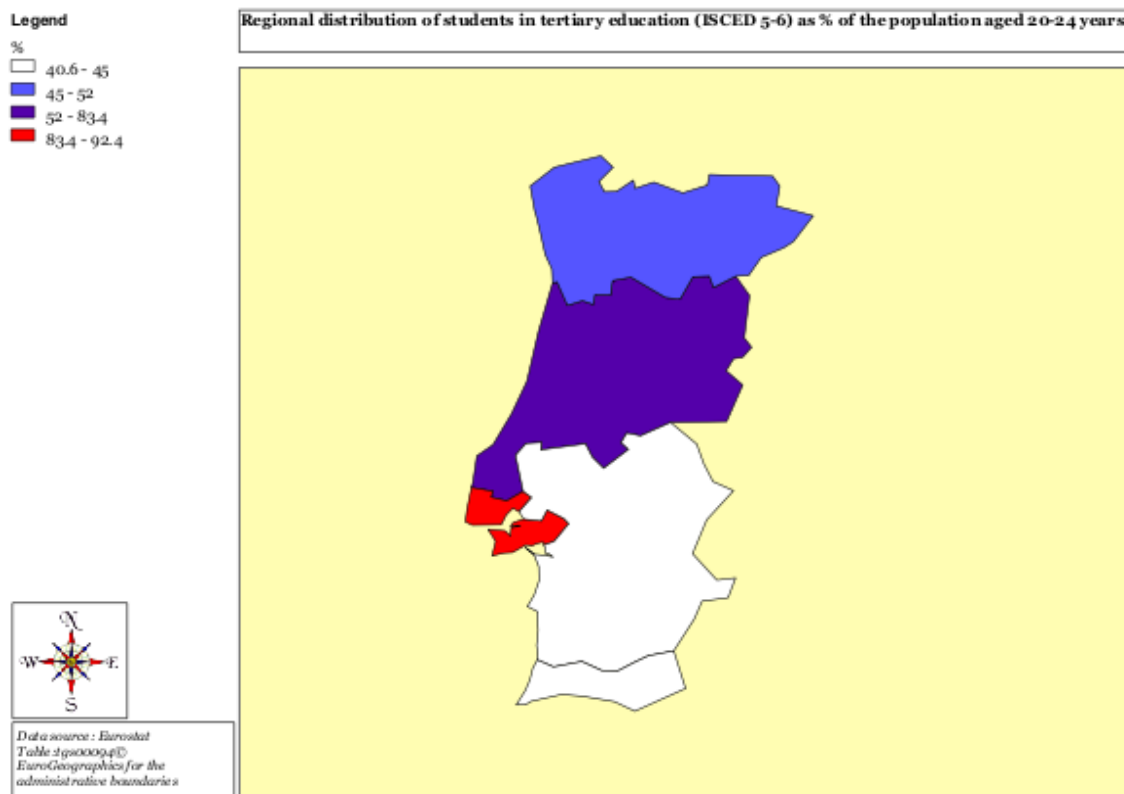 Legend
%
40.6 - 45
45 - 52
52 - 83.4
83.4 - 92.4
Regional distribution of students in tertiary education (ISCED 5-6) as % of the population aged 20-24 years
N
W E
S
Data source : Eurostat
Table :tgs00094©
EuroGeographics for the
administrative boundaries